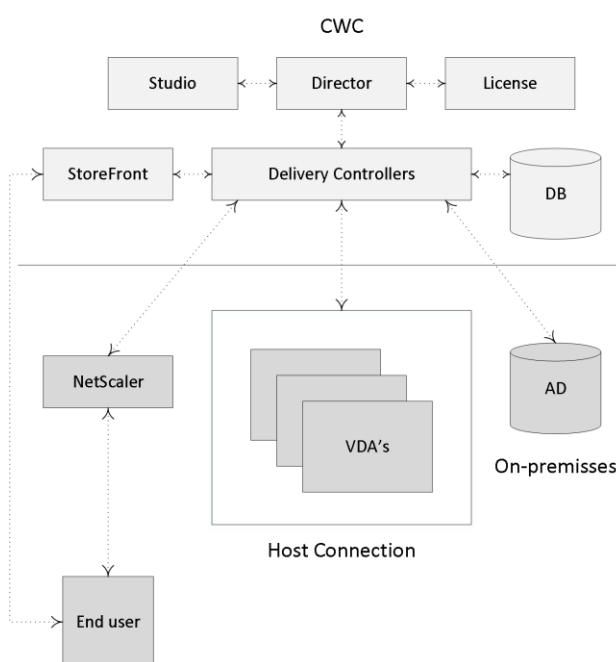 CWC
Studio
Director
License
StoreFront
Delivery Controllers
DB
NetScaler
AD
VDA's
On-premisses
Host Connection
End user